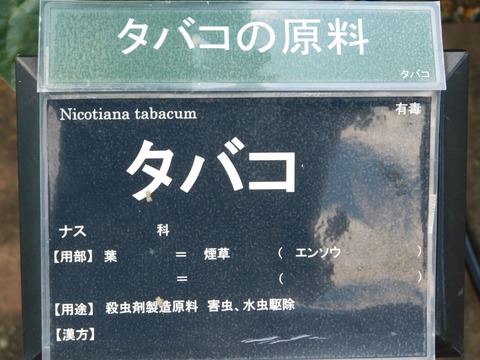 タバコの原料
タバコ
Nicotiana tabacum 有毒
タバコ
ナス 科
【用部】 葉 = 煙草 ( エンソウ )
= ( )
【用途】 殺虫剤製造原料 害虫、水虫駆除
【漢方】